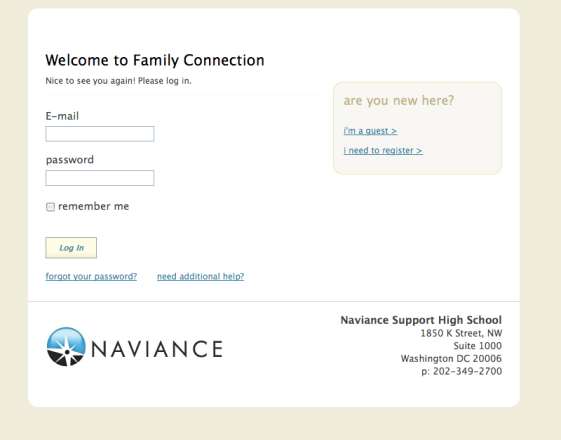 Welcome to Family Connection
Nice to see you again! Please log in.
E-mail
password
remember me
Log In
forgot your password? need additional help?
are you new here?
i'm a guest >
i need to register >
NAVIANCE
Naviance Support High School
1850 K Street, NW
Suite 1000
Washington DC 20006
p: 202-349-2700